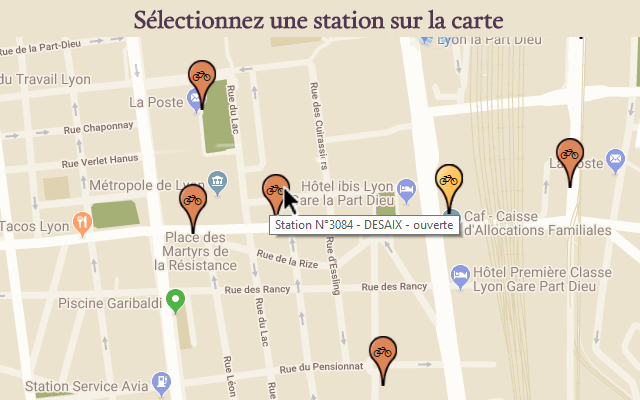 Sélectionnez une station sur la carte
Rue de la Part-Dieu
Lyon la Part Dieu
du Travail Lyon
La Poste
Rue du Lac
Rue des Cuirassiers
Rue Chaponnay
Rue Verlet Hanus
La Poste
Métropole de Lyon
Hôtel ibis Lyon
Gare la Part Dieu
Tacos Lyon
Station N°3084 - DESAIX - ouverte
Caf - Caisse
d'Allocations Familiales
Place des
Martyrs de
la Résistance
Rue de la Rize
Rue d'Essling
Hôtel Première Classe
Lyon Gare Part Dieu
Rue des Rancy
Rue des Rancy
Piscine Garibaldi
Rue du Lac
Rue du Pensionnat
Rue Léon
Station Service Avia